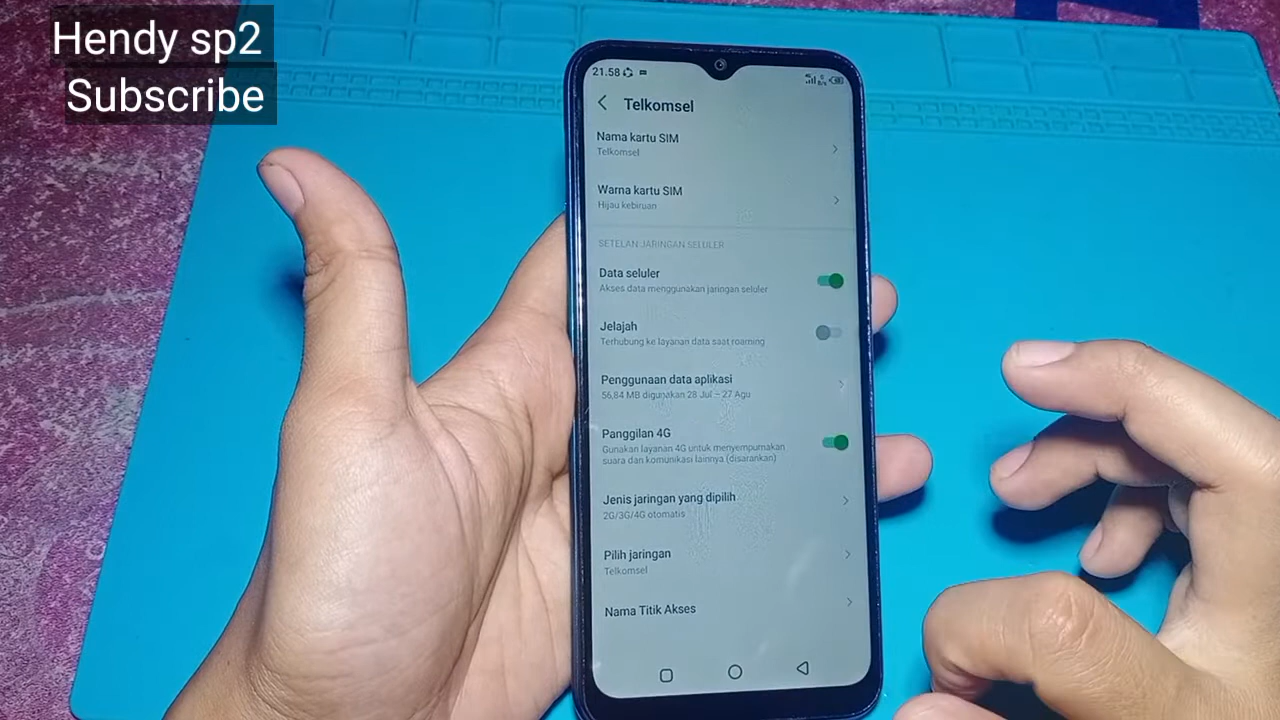 Hendy sp2
Subscribe
21.58
Telkomsel
Nama kartu SIM
Telkomsel
Warna kartu SIM
Hijau kebiruan
SETELAN JARINGAN SELULER
Data seluler
Akses data menggunakan jaringan seluler
Jelajah
Terhubung ke layanan data saat roaming
Penggunaan data aplikasi
56,84 MB digunakan 28 Jul – 27 Agu
Panggilan 4G
Gunakan layanan 4G untuk menyempurnakan
suara dan komunikasi lainnya (disarankan)
Jenis jaringan yang dipilih
2G/3G/4G otomatis
Pilih jaringan
Telkomsel
Nama Titik Akses